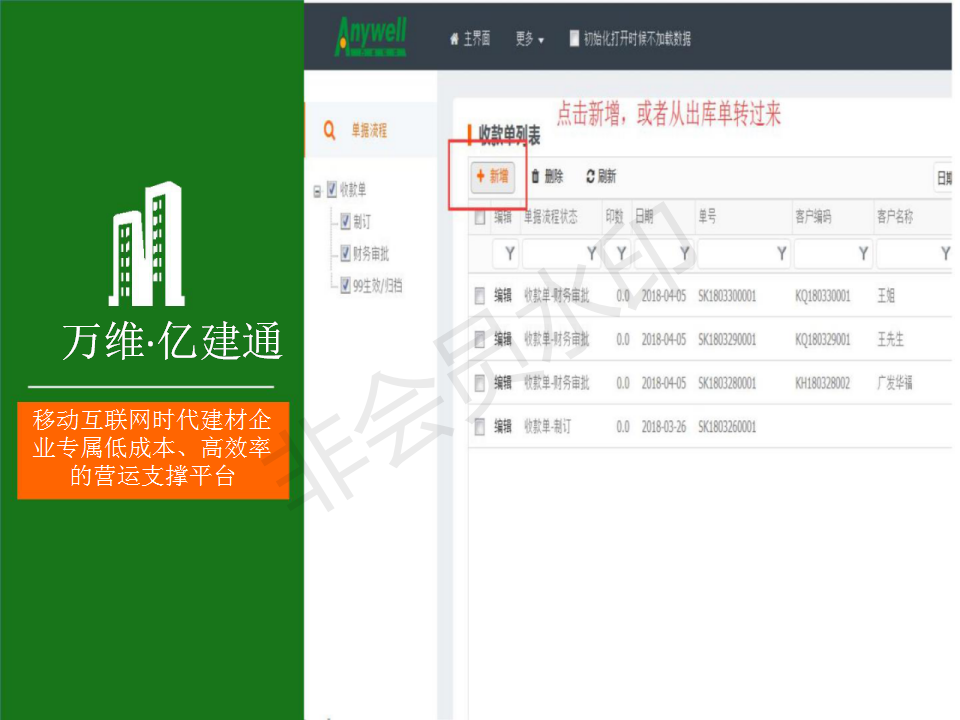 万维·亿建通
移动互联网时代建材企
业专属低成本、高效率
的营运支撑平台
Anywell
主界面 更多 初始化打开时候不加载数据
单据流程
收款单
制订
财务审批
99生效/归档
点击新增，或者从出库单转过来
收款单列表
新增 删除 刷新 日期
编辑 单据流程状态 印数 日期 单号 客户编码 客户名称
编辑 收款单-财务审批 0.0 2018-04-05 SK1803300001 KQ180330001 王姐
编辑 收款单-财务审批 0.0 2018-04-05 SK1803290001 KQ180329001 王先生
编辑 收款单-财务审批 0.0 2018-04-05 SK1803280001 KH180328002 广发华福
编辑 收款单-制订 0.0 2018-03-26 SK1803260001
非会员水印